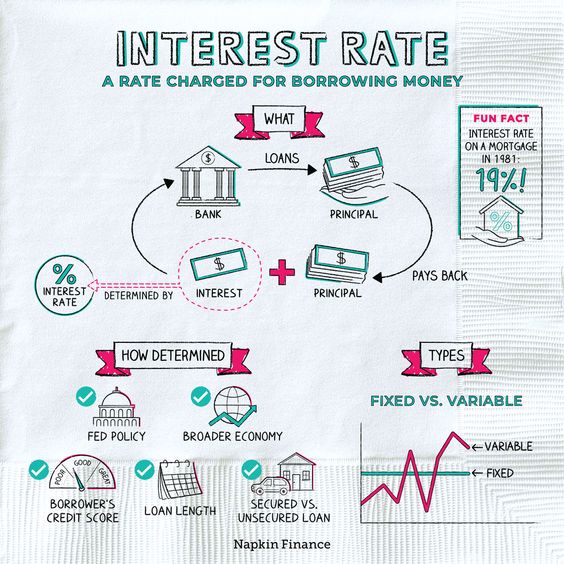 INTEREST RATE
A RATE CHARGED FOR BORROWING MONEY
WHAT
FUN FACT
INTEREST RATE
ON A MORTGAGE
IN 1981:
19%!
%
$
LOANS
$
BANK
PRINCIPAL
%
INTEREST
RATE
DETERMINED BY
$
INTEREST
+
$
PRINCIPAL
PAYS BACK
HOW DETERMINED
FED POLICY
BROADER ECONOMY
POOR
GOOD
GREAT
BORROWER'S
CREDIT SCORE
LOAN LENGTH
SECURED VS.
UNSECURED LOAN
TYPES
FIXED VS. VARIABLE
VARIABLE
FIXED
Napkin Finance